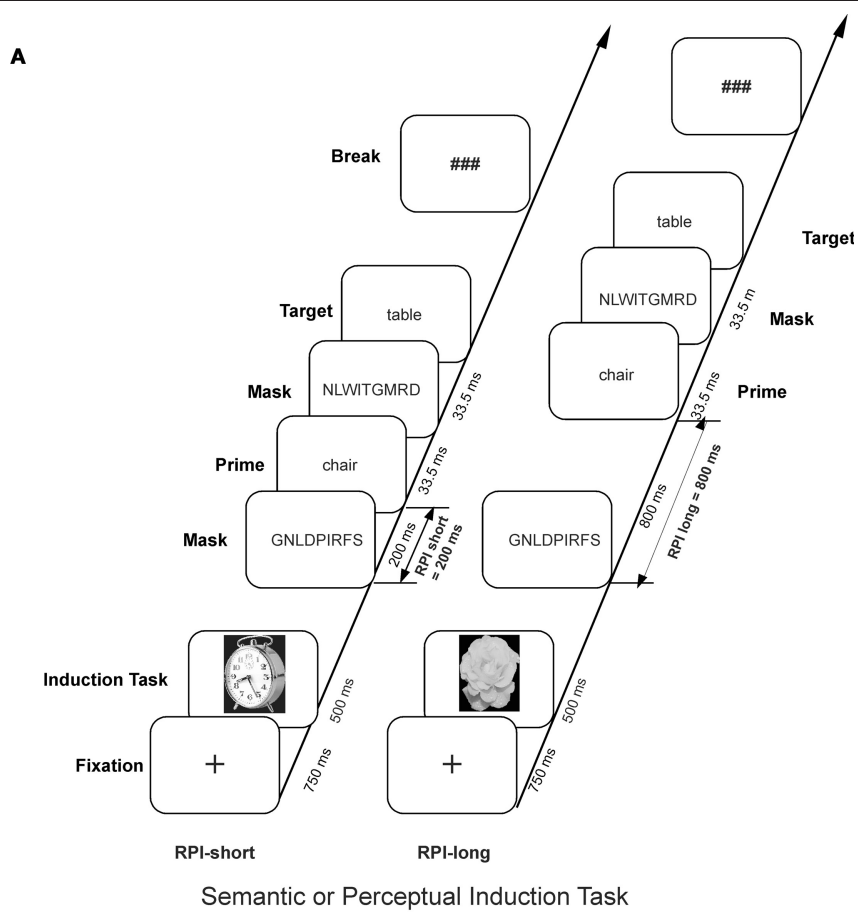 A
###
Break
###
Target
table
Mask
NLWITGMRD
33.5 ms
Prime
chair
33.5 ms
Mask
GNLDPIRFS
200 ms
RPI short
= 200 ms
Induction Task
500 ms
Fixation
+
750 ms
RPI-short
table
Target
NLWITGMRD
33.5 m
Mask
chair
33.5 ms
Prime
GNLDPIRFS
800 ms
RPI long = 800 ms
500 ms
+
750 ms
RPI-long
Semantic or Perceptual Induction Task